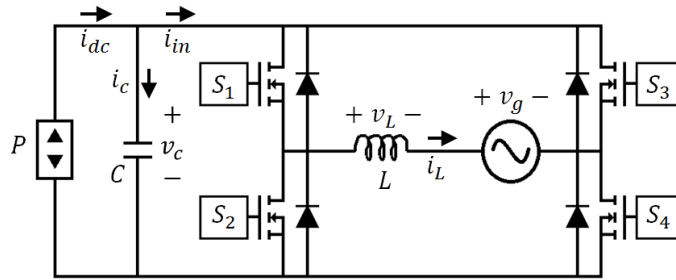 i_dc i_in
i_c S_1 S_3
+ v_L − + v_g −
P + v_c −
C L i_L
S_2 S_4